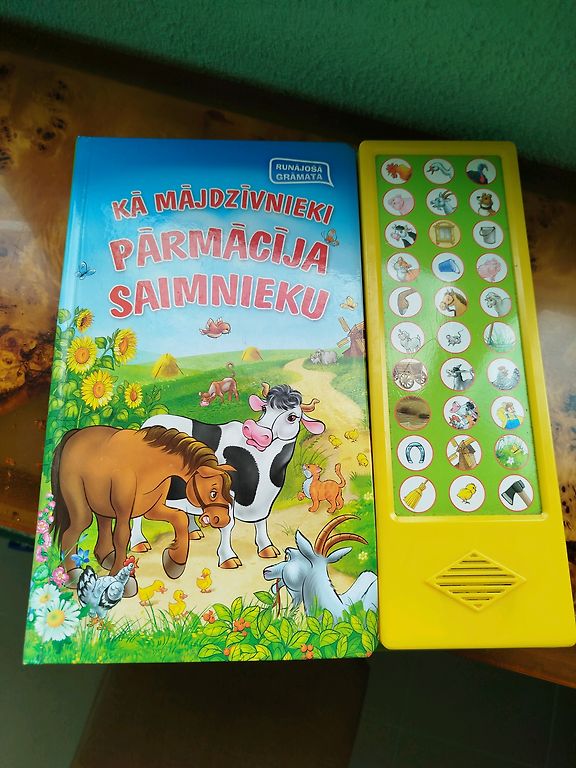 RUNĀJOŠĀ
GRĀMATA
KĀ MĀJDZĪVNIEKI
PĀRMĀCĪJA
SAIMNIEKU